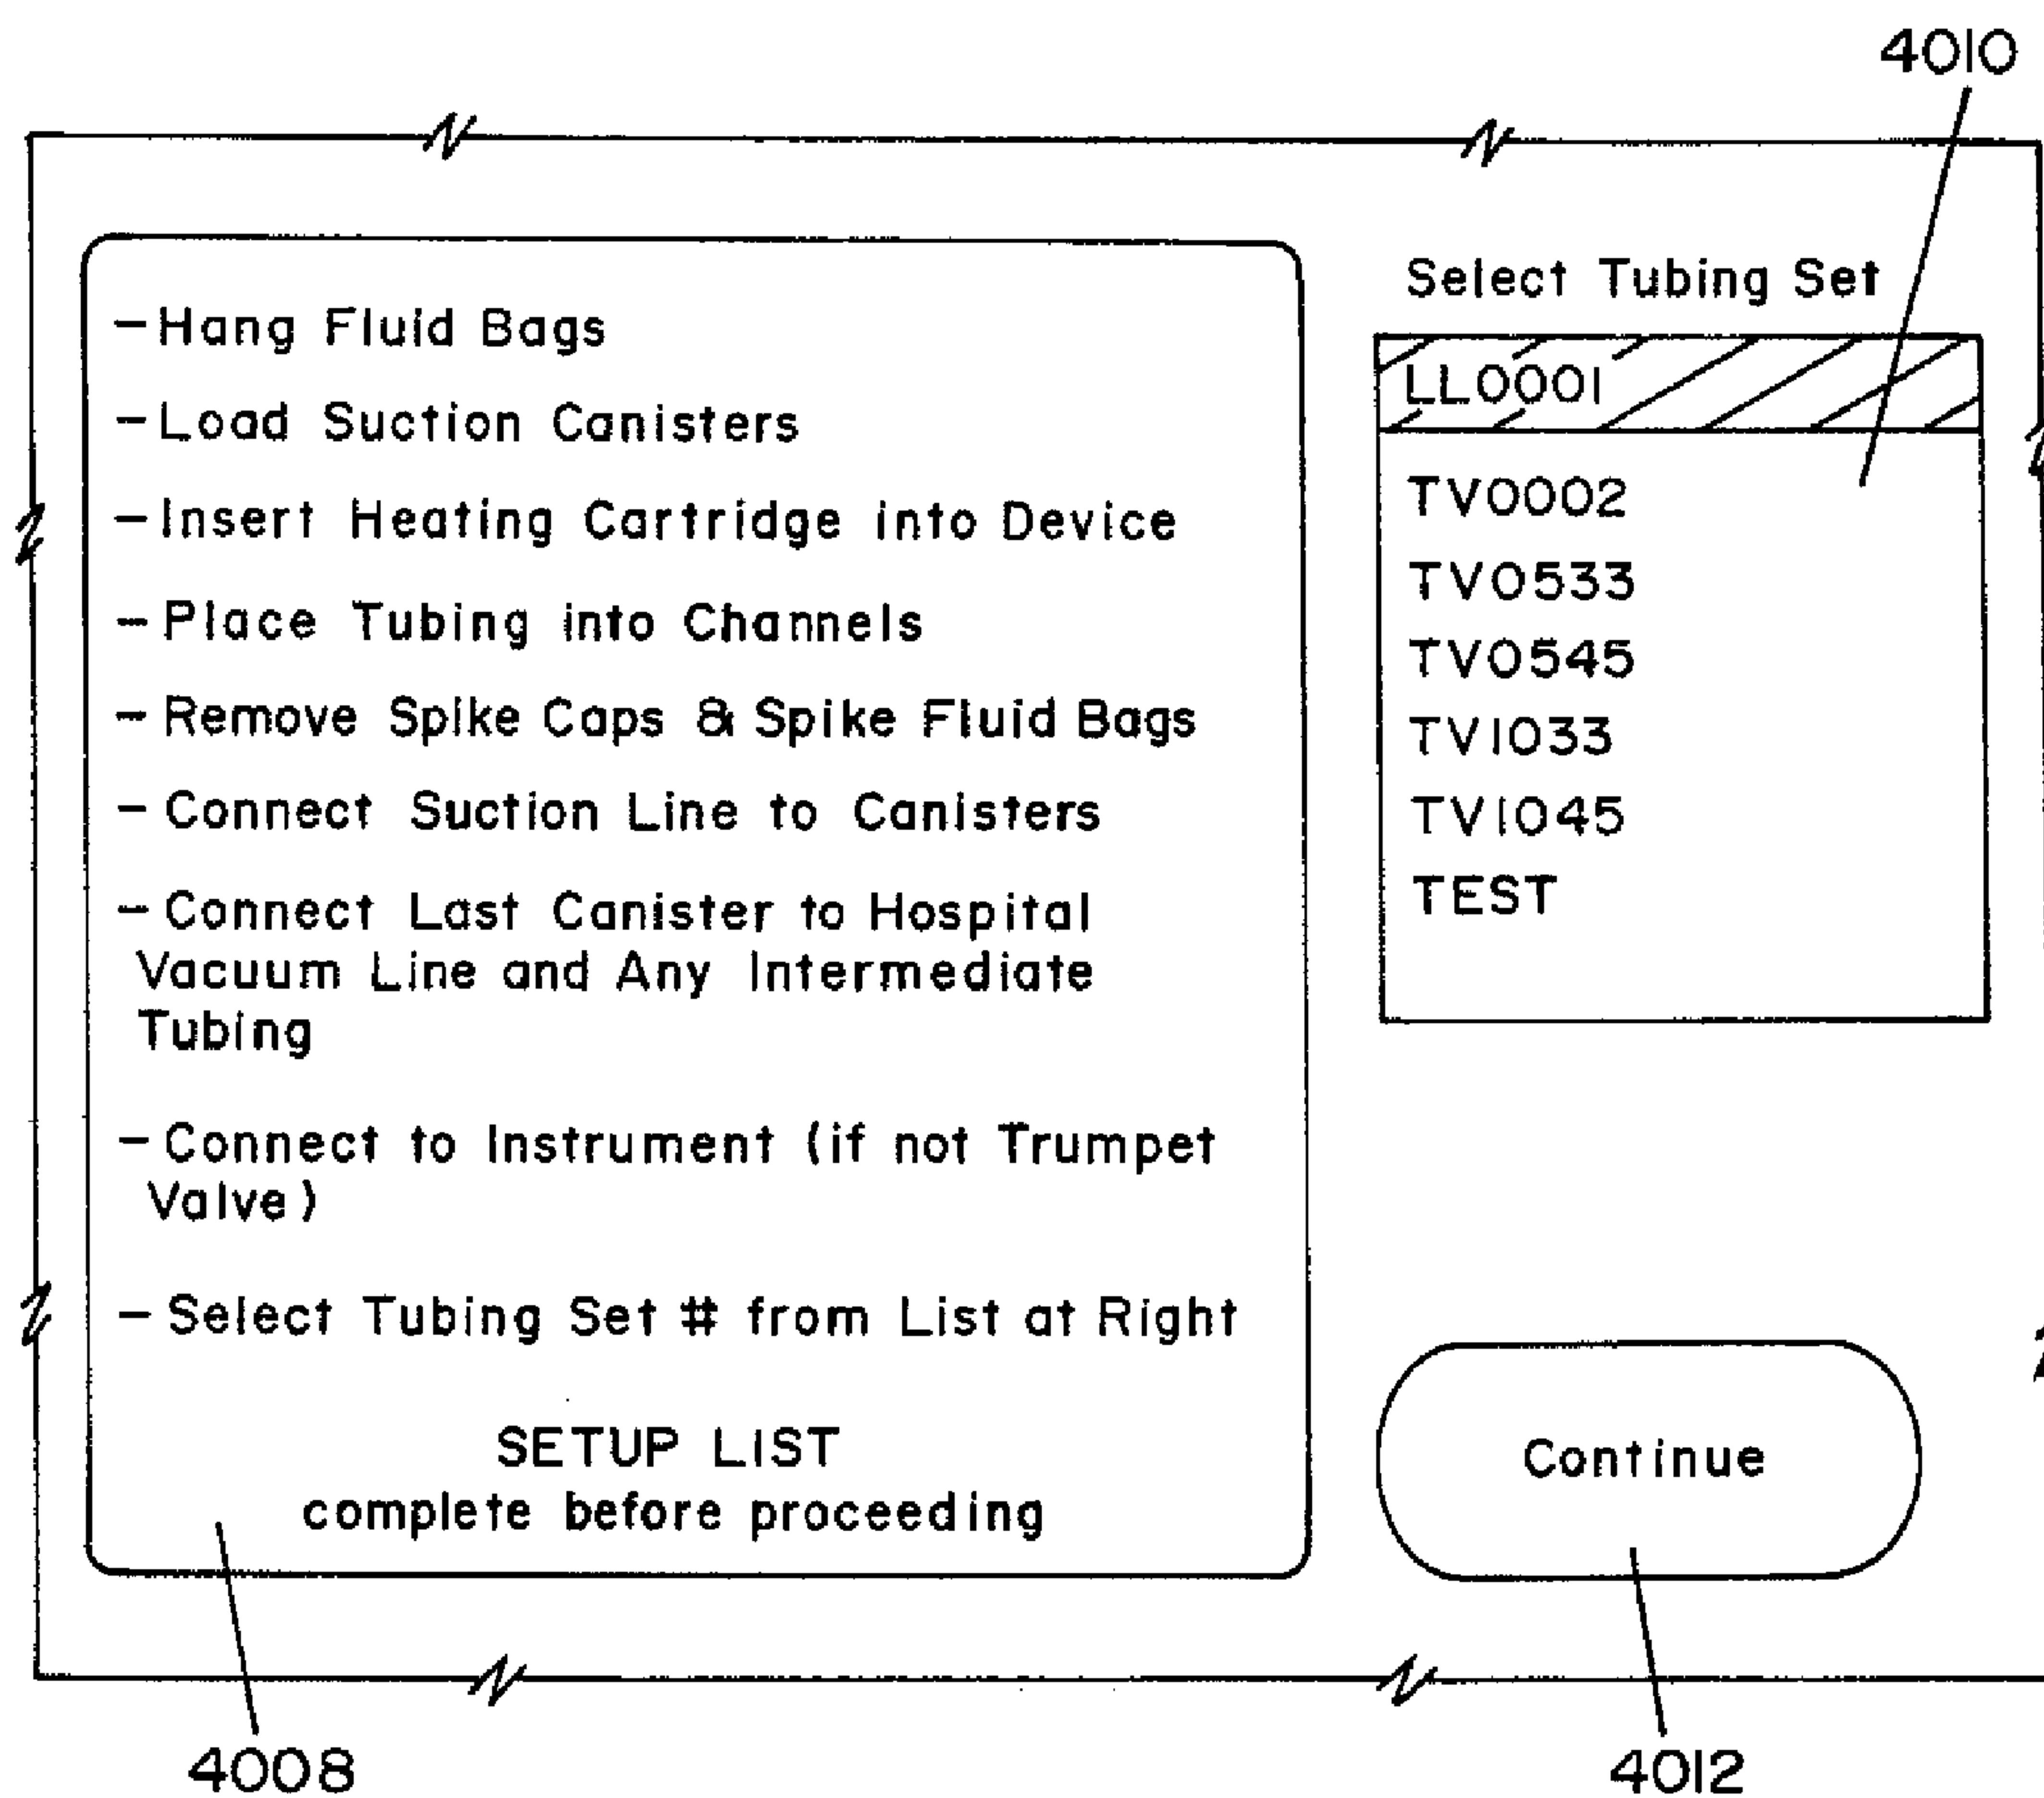 4010
-Hang Fluid Bags
-Load Suction Canisters
-Insert Heating Cartridge into Device
-Place Tubing into Channels
-Remove Spike Caps & Spike Fluid Bags
-Connect Suction Line to Canisters
-Connect Last Canister to Hospital
Vacuum Line and Any Intermediate
Tubing
-Connect to Instrument (if not Trumpet
Valve)
-Select Tubing Set # from List at Right
SETUP LIST
complete before proceeding
Select Tubing Set
LL0001
TV0002
TV0533
TV0545
TV1033
TV1045
TEST
Continue
4008
4012